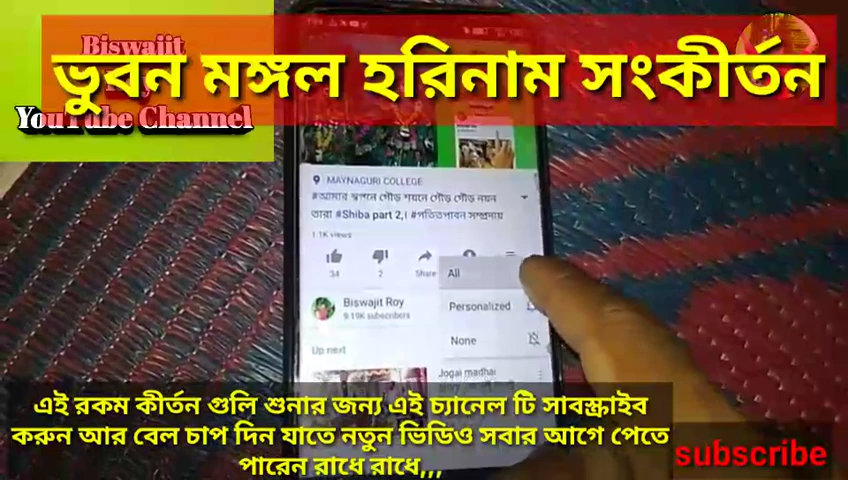 ভুবন মঙ্গল হরিনাম সংকীর্তন
Biswajit
Roy
YouTube Channel
MAYNAGURI COLLEGE
#আমার স্বপনে গৌড় শয়নে গৌড় গৌড় নয়ন
তারা #Shiba part 2,। #পতিতপাবন সম্প্রদায়
1.1K views
34
2
Share
All
Biswajit Roy
9.19K subscribers
Personalized
None
Up next
Jogai madhai
এই রকম কীর্তন গুলি শুনার জন্য এই চ্যানেল টি সাবস্ক্রাইব
করুন আর বেল চাপ দিন যাতে নতুন ভিডিও সবার আগে পেতে
পারেন রাধে রাধে,,,
subscribe